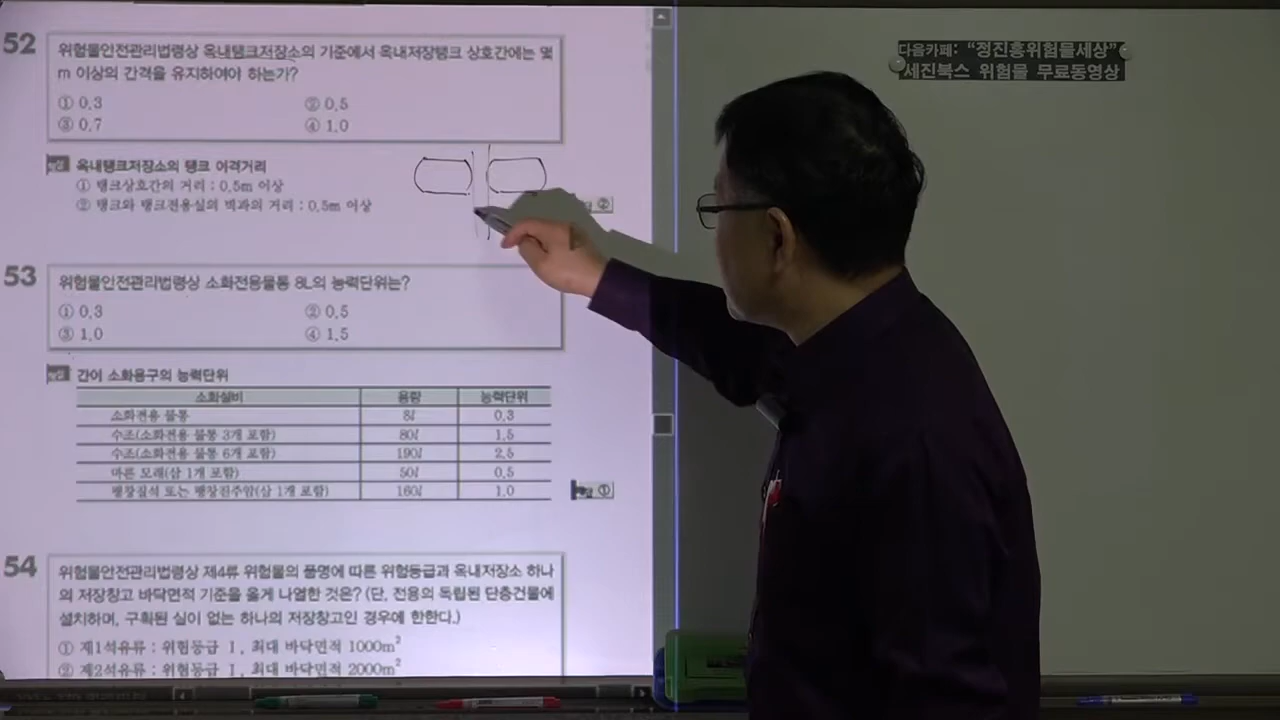 다음카페: "정진홍위험물세상"
세진북스 위험물 무료동영상
52
위험물안전관리법령상 옥내탱크저장소의 기준에서 옥내저장탱크 상호간에는 몇
m 이상의 간격을 유지하여야 하는가?
① 0.3 ② 0.5
③ 0.7 ④ 1.0
옥내탱크저장소의 탱크 이격거리
① 탱크상호간의 거리 : 0.5m 이상
② 탱크와 탱크전용실의 벽과의 거리 : 0.5m 이상
②
53
위험물안전관리법령상 소화전용물통 8L의 능력단위는?
① 0.3 ② 0.5
③ 1.0 ④ 1.5
간이 소화용구의 능력단위
소화설비 용량 능력단위
소화전용 물통 8l 0.3
수조(소화전용 물통 3개 포함) 80l 1.5
수조(소화전용 물통 6개 포함) 190l 2.5
마른 모래(삽 1개 포함) 50l 0.5
팽창질석 또는 팽창진주암(삽 1개 포함) 160l 1.0
①
54
위험물안전관리법령상 제4류 위험물의 품명에 따른 위험등급과 옥내저장소 하나
의 저장창고 바닥면적 기준을 옳게 나열한 것은? (단, 전용의 독립된 단층건물에
설치하며, 구획된 실이 없는 하나의 저장창고인 경우에 한한다.)
① 제1석유류 : 위험등급 Ⅰ, 최대 바닥면적 1000m²
② 제2석유류 : 위험등급 Ⅰ, 최대 바닥면적 2000m²